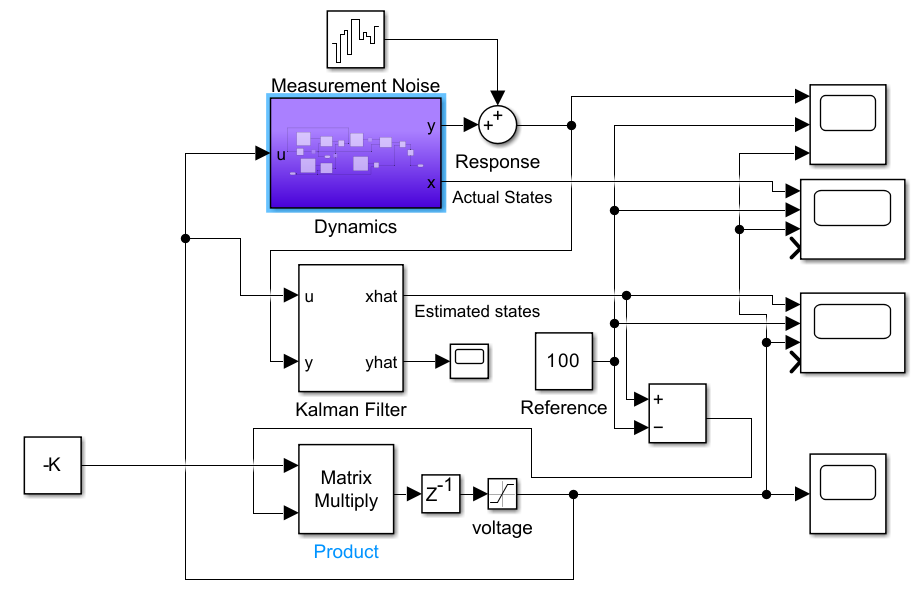 Measurement Noise
y
+
+
u
Response
x
Actual States
Dynamics
u
xhat
Estimated states
y
yhat
100
Kalman Filter
Reference
+
−
-K
Matrix
Multiply
Z-1
voltage
Product